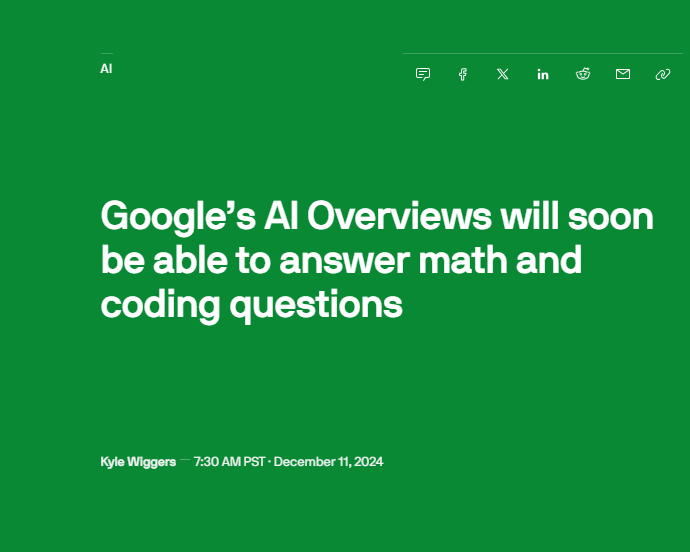 AI
Google’s AI Overviews will soon
be able to answer math and
coding questions
Kyle Wiggers — 7:30 AM PST · December 11, 2024